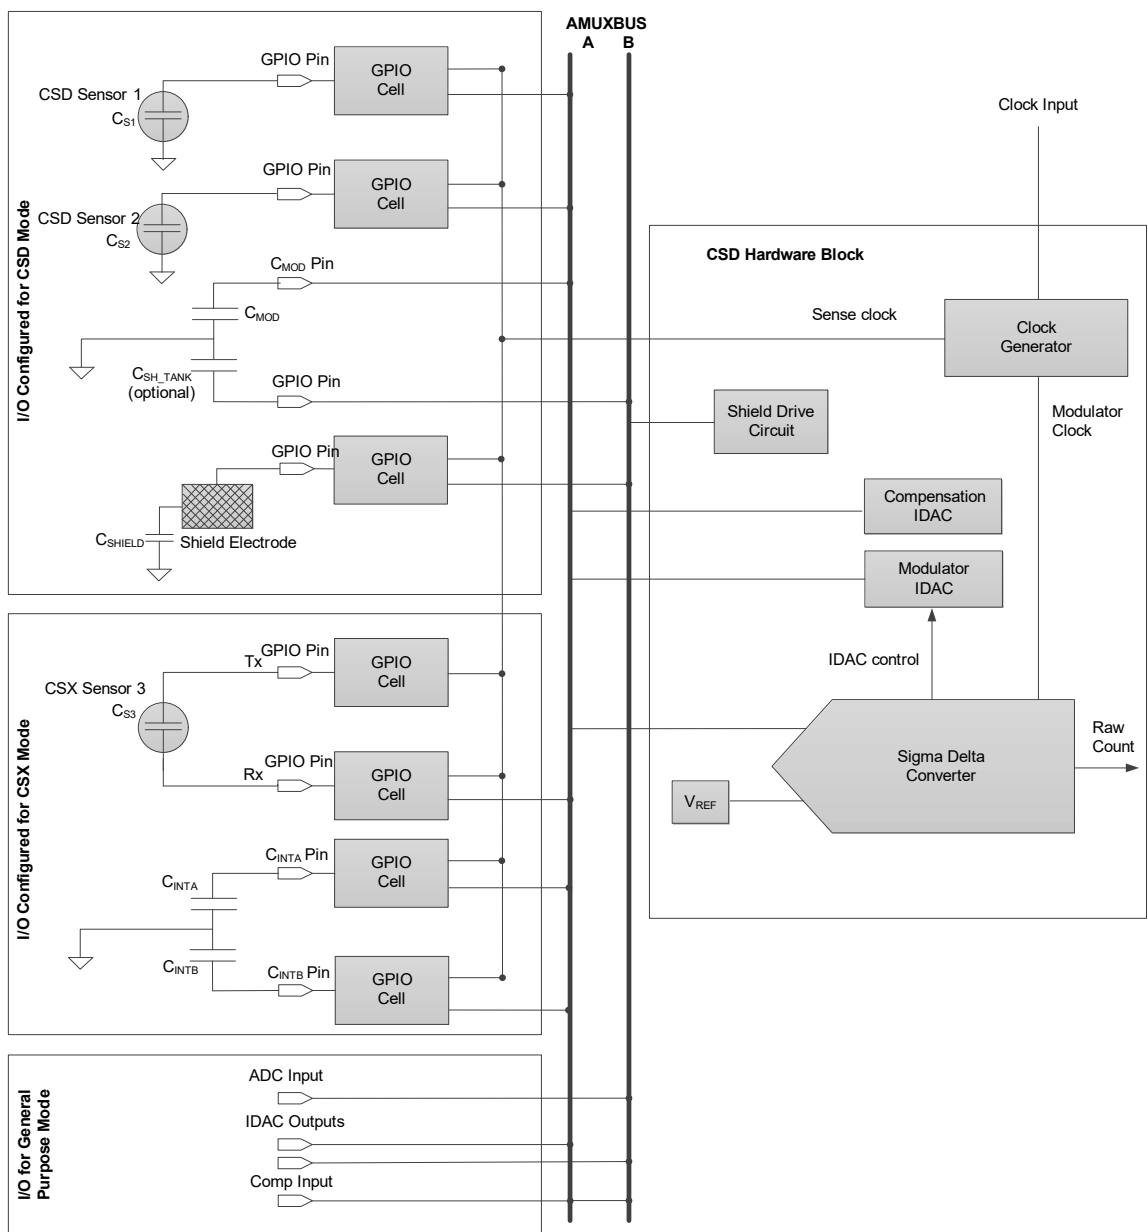 AMUXBUS
A B
I/O Configured for CSD Mode
GPIO Pin
GPIO
Cell
CSD Sensor 1
CS1
GPIO Pin
GPIO
Cell
CSD Sensor 2
CS2
CMOD Pin
CMOD
CSH_TANK
(optional)
GPIO Pin
GPIO Pin
GPIO
Cell
CSHIELD
Shield Electrode
I/O Configured for CSX Mode
GPIO Pin
Tx
GPIO
Cell
CSX Sensor 3
CS3
GPIO Pin
Rx
GPIO
Cell
CINTA Pin
GPIO
Cell
CINTA
CINTB
CINTB Pin
GPIO
Cell
I/O for General
Purpose Mode
ADC Input
IDAC Outputs
Comp Input
Clock Input
CSD Hardware Block
Sense clock
Clock
Generator
Shield Drive
Circuit
Modulator
Clock
Compensation
IDAC
Modulator
IDAC
IDAC control
Sigma Delta
Converter
Raw
Count
VREF